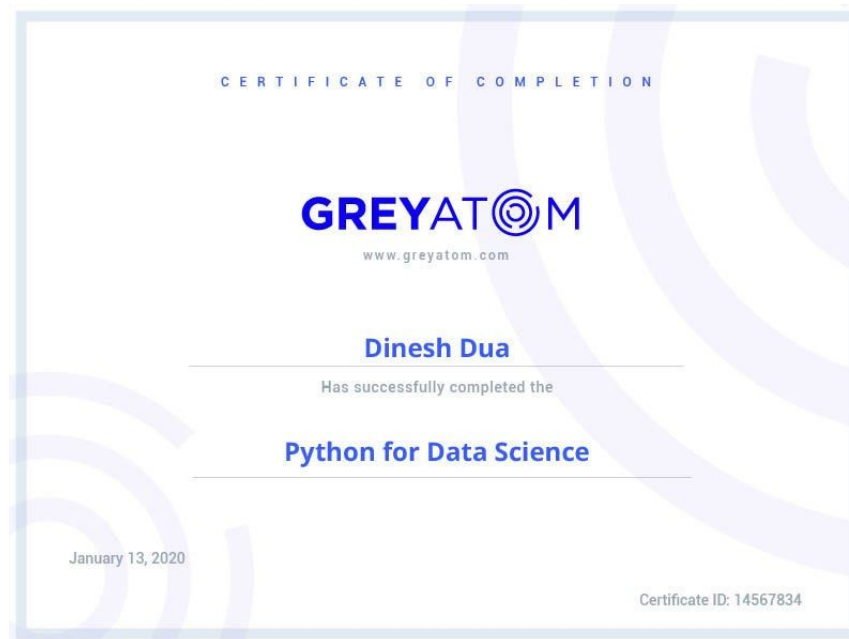 CERTIFICATE OF COMPLETION
GREYATOM
www.greyatom.com
Dinesh Dua
Has successfully completed the
Python for Data Science
January 13, 2020
Certificate ID: 14567834